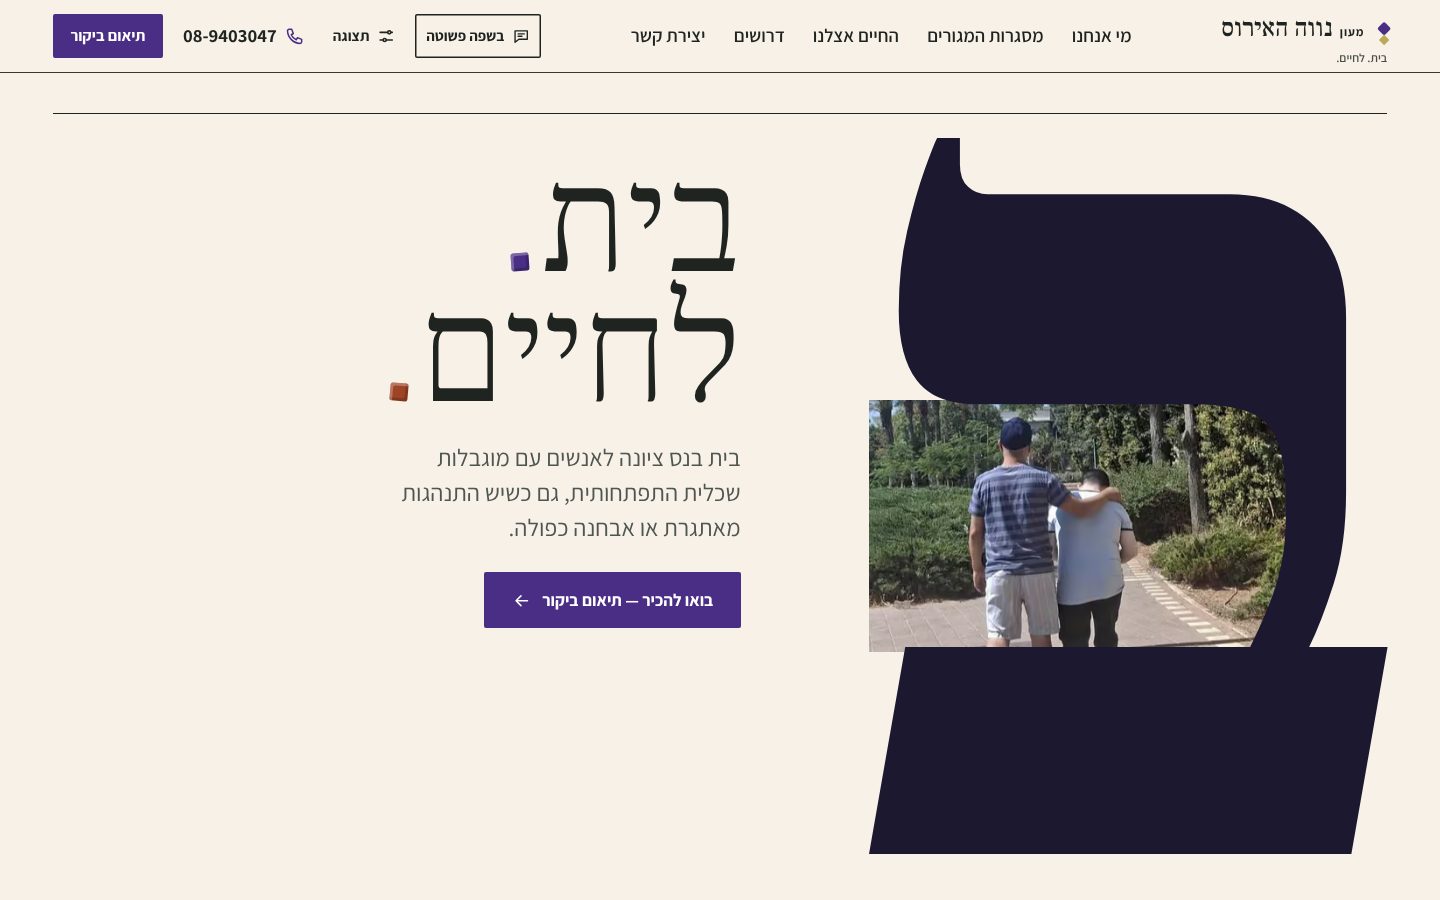 מעון נווה האירוס
בית. לחיים.
מי אנחנו
מסגרות המגורים
החיים אצלנו
דרושים
יצירת קשר
בשפה פשוטה
תצוגה
08-9403047
תיאום ביקור
ב
בית.
לחיים.
בית בנס ציונה לאנשים עם מוגבלות
שכלית התפתחותית, גם כשיש התנהגות
מאתגרת או אבחנה כפולה.
בואו להכיר — תיאום ביקור ←